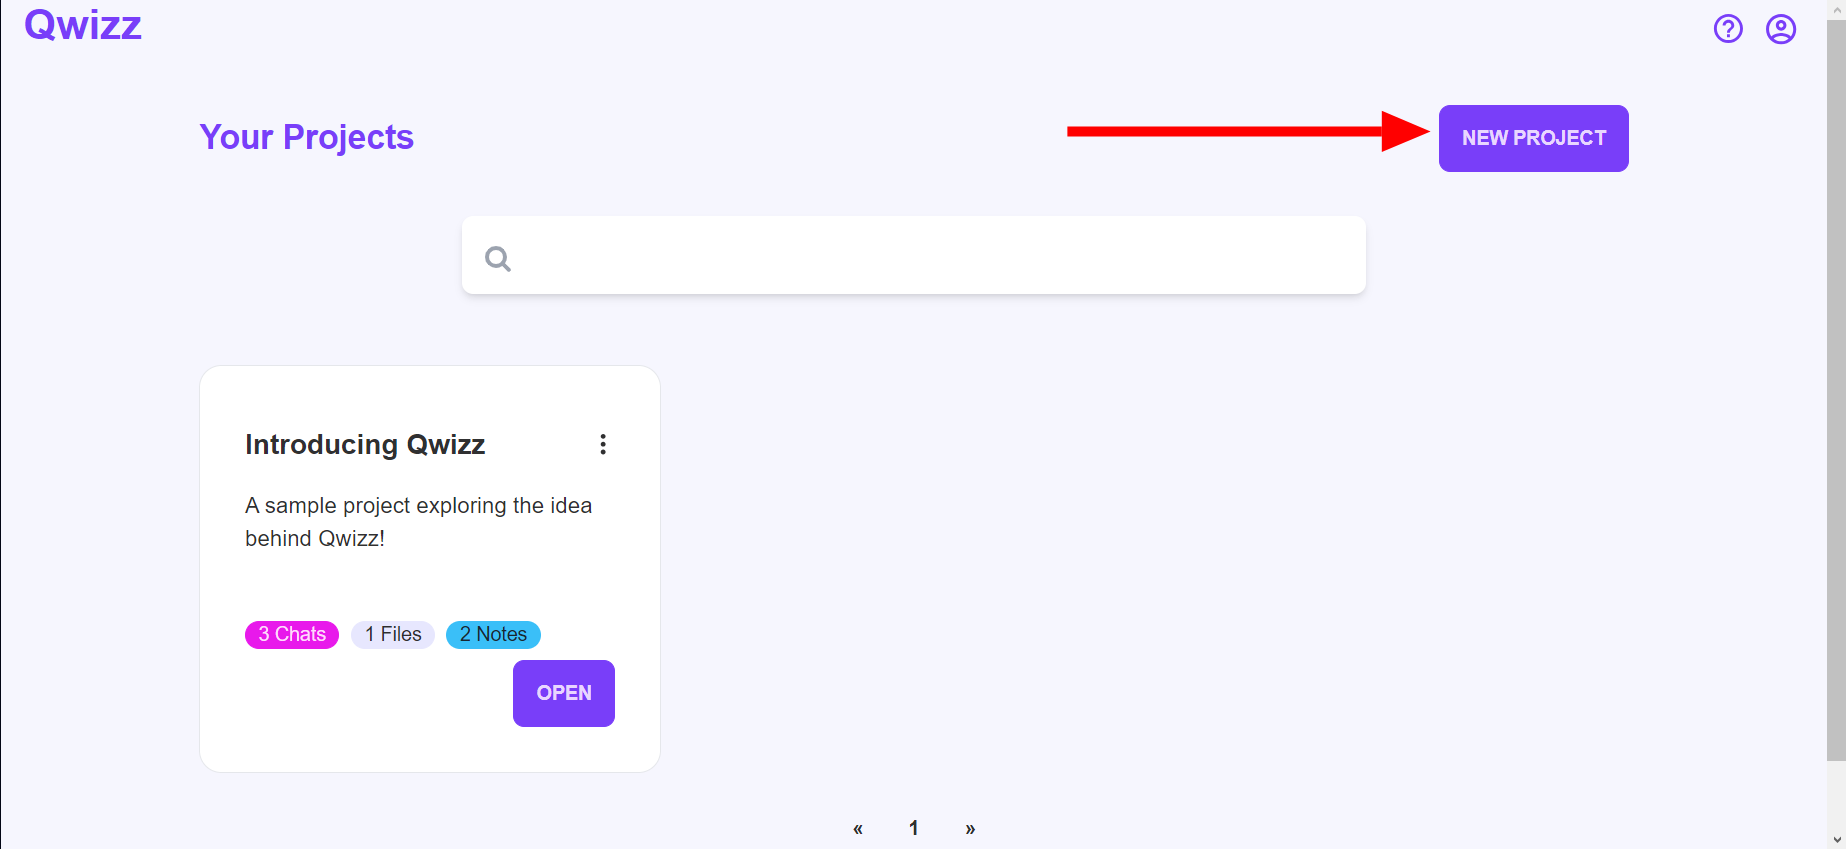 Qwizz
Your Projects
NEW PROJECT
Introducing Qwizz
A sample project exploring the idea
behind Qwizz!
3 Chats 1 Files 2 Notes
OPEN
« 1 »